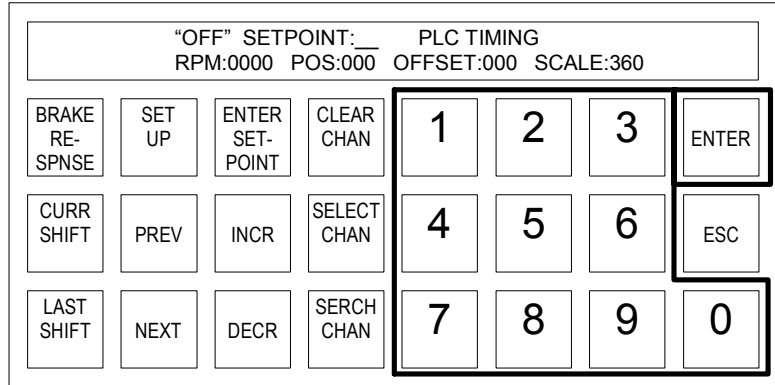 “OFF” SETPOINT:__ PLC TIMING
RPM:0000 POS:000 OFFSET:000 SCALE:360
BRAKE
RE-
SPNSE
SET
UP
ENTER
SET-
POINT
CLEAR
CHAN
1
2
3
ENTER
CURR
SHIFT
PREV
INCR
SELECT
CHAN
4
5
6
ESC
LAST
SHIFT
NEXT
DECR
SERCH
CHAN
7
8
9
0